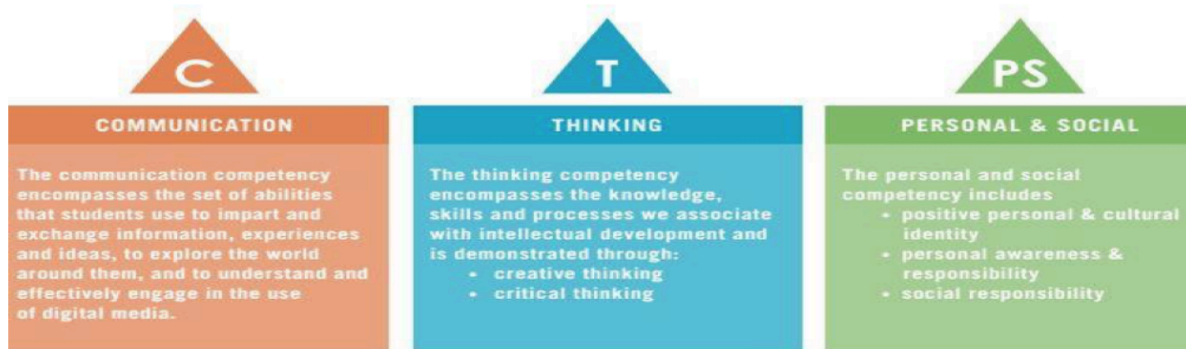 C
COMMUNICATION
The communication competency
encompasses the set of abilities
that students use to impart and
exchange information, experiences
and ideas, to explore the world
around them, and to understand and
effectively engage in the use
of digital media.
T
THINKING
The thinking competency
encompasses the knowledge,
skills and processes we associate
with intellectual development and
is demonstrated through:
• creative thinking
• critical thinking
PS
PERSONAL & SOCIAL
The personal and social
competency includes
• positive personal & cultural
identity
• personal awareness &
responsibility
• social responsibility